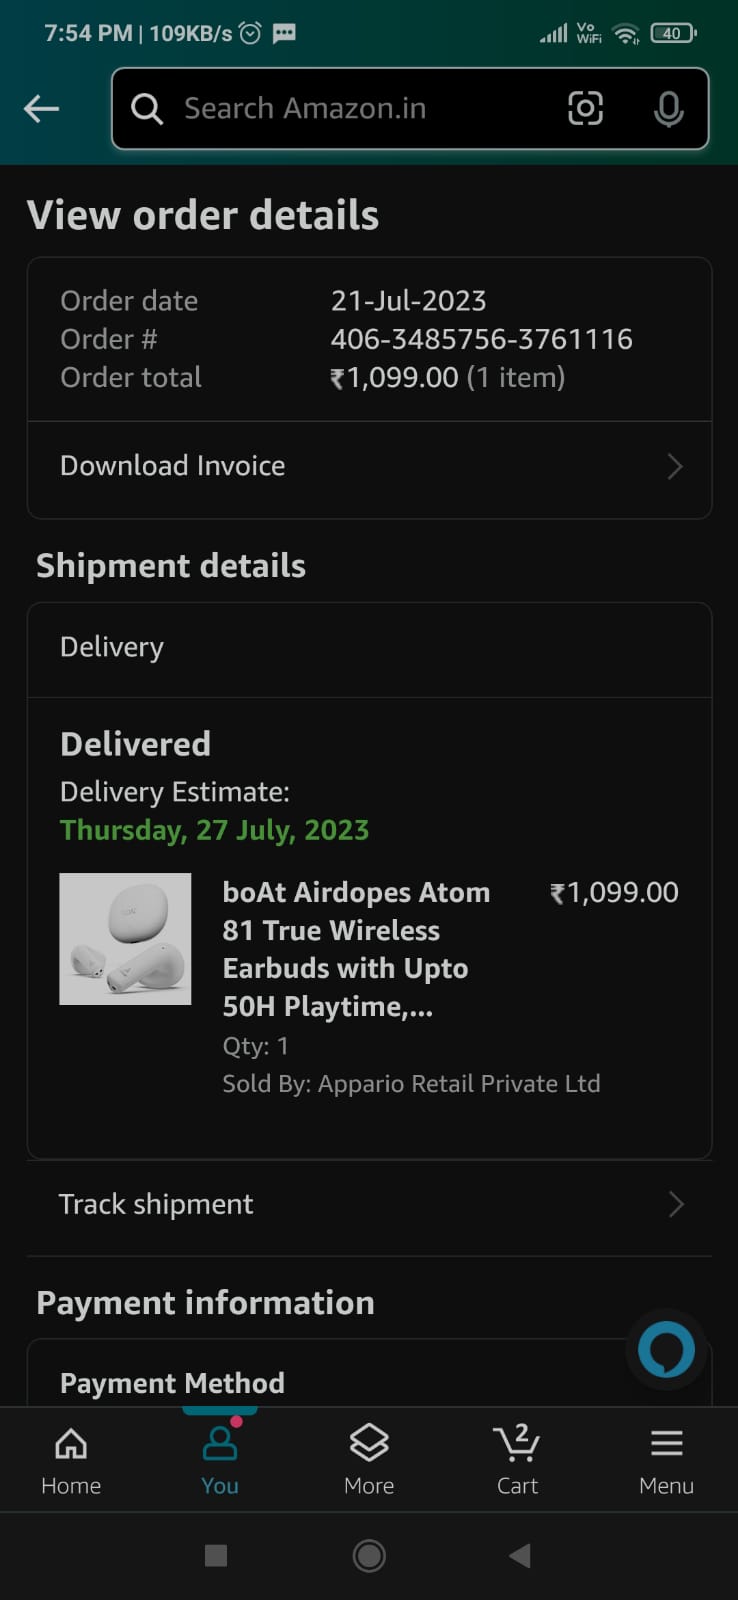 7:54 PM | 109KB/s
Vo
WiFi
40
Search Amazon.in
View order details
Order date 21-Jul-2023
Order # 406-3485756-3761116
Order total ₹1,099.00 (1 item)
Download Invoice
Shipment details
Delivery
Delivered
Delivery Estimate:
Thursday, 27 July, 2023
boAt Airdopes Atom ₹1,099.00
81 True Wireless
Earbuds with Upto
50H Playtime,...
Qty: 1
Sold By: Appario Retail Private Ltd
Track shipment
Payment information
Payment Method
2
Home You More Cart Menu